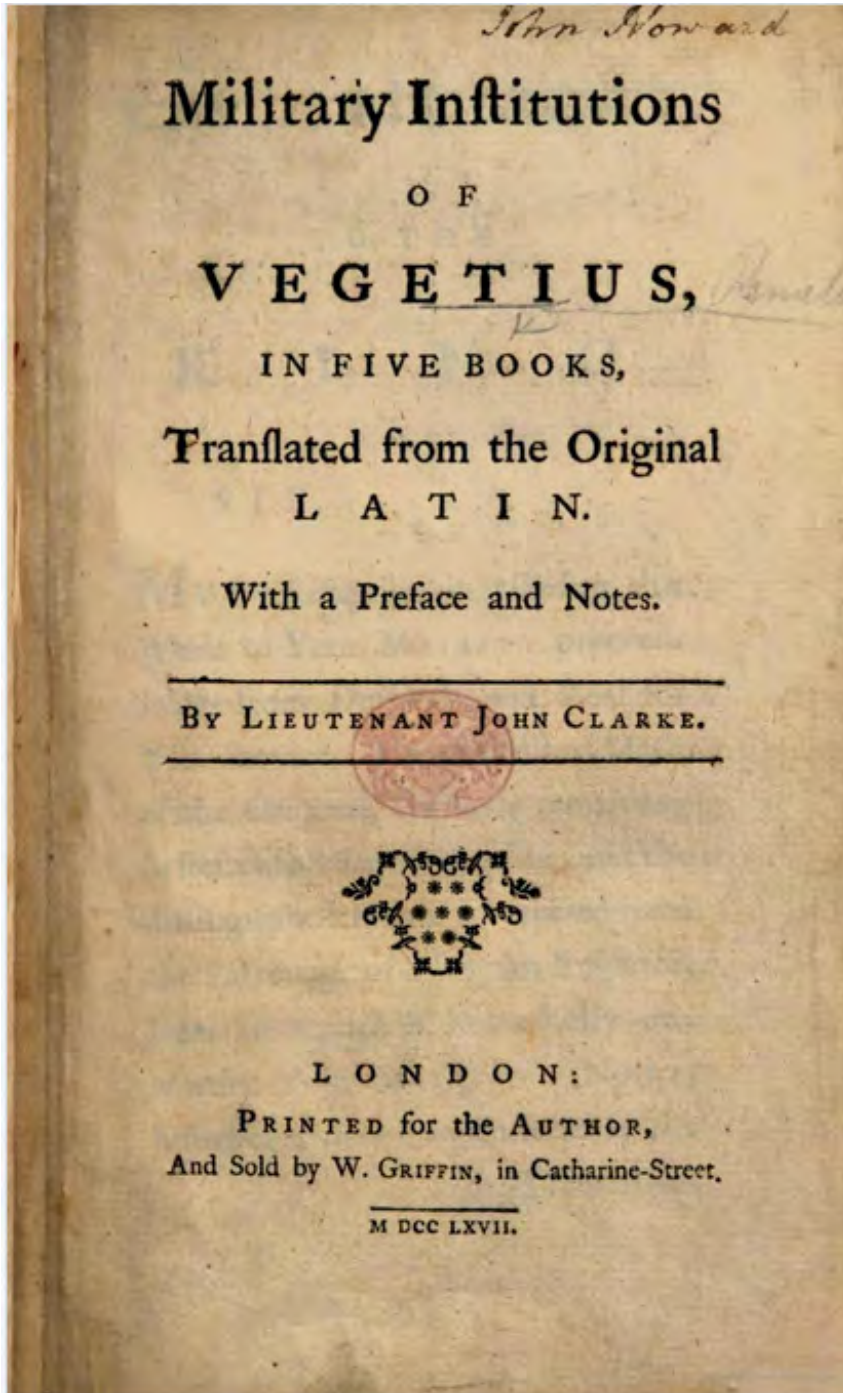 John Howard
Military Inſtitutions
OF
VEGETIUS,
IN FIVE BOOKS,
Tranſlated from the Original
LATIN.
With a Preface and Notes.
BY LIEUTENANT JOHN CLARKE.
LONDON:
PRINTED for the AUTHOR,
And Sold by W. GRIFFIN, in Catharine-Street.
M DCC LXVII.